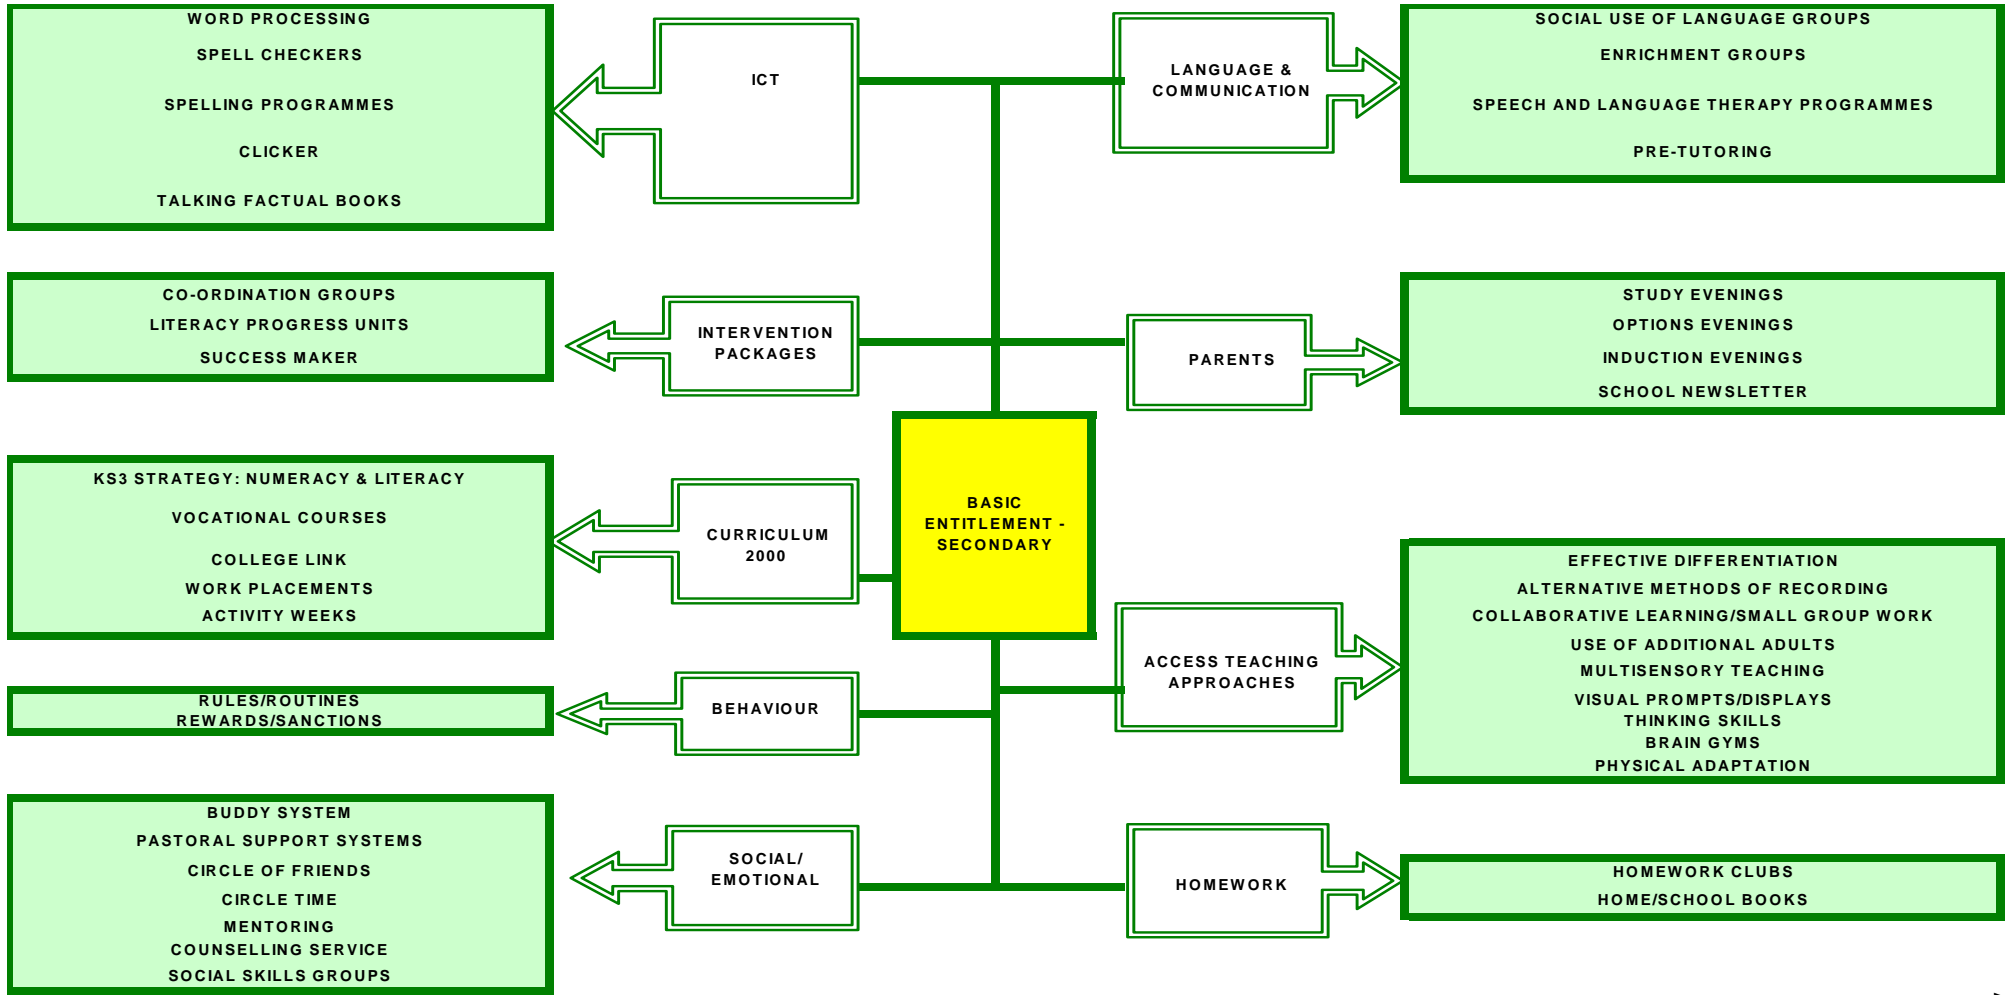 WORD PROCESSING
SPELL CHECKERS
SPELLING PROGRAMMES
CLICKER
TALKING FACTUAL BOOKS
ICT
LANGUAGE &
COMMUNICATION
SOCIAL USE OF LANGUAGE GROUPS
ENRICHMENT GROUPS
SPEECH AND LANGUAGE THERAPY PROGRAMMES
PRE-TUTORING
CO-ORDINATION GROUPS
LITERACY PROGRESS UNITS
SUCCESS MAKER
INTERVENTION
PACKAGES
PARENTS
STUDY EVENINGS
OPTIONS EVENINGS
INDUCTION EVENINGS
SCHOOL NEWSLETTER
KS3 STRATEGY: NUMERACY & LITERACY
VOCATIONAL COURSES
COLLEGE LINK
WORK PLACEMENTS
ACTIVITY WEEKS
CURRICULUM
2000
BASIC
ENTITLEMENT -
SECONDARY
ACCESS TEACHING
APPROACHES
EFFECTIVE DIFFERENTIATION
ALTERNATIVE METHODS OF RECORDING
COLLABORATIVE LEARNING/SMALL GROUP WORK
USE OF ADDITIONAL ADULTS
MULTISENSORY TEACHING
VISUAL PROMPTS/DISPLAYS
THINKING SKILLS
BRAIN GYMS
PHYSICAL ADAPTATION
RULES/ROUTINES
REWARDS/SANCTIONS
BEHAVIOUR
BUDDY SYSTEM
PASTORAL SUPPORT SYSTEMS
CIRCLE OF FRIENDS
CIRCLE TIME
MENTORING
COUNSELLING SERVICE
SOCIAL SKILLS GROUPS
SOCIAL/
EMOTIONAL
HOMEWORK
HOMEWORK CLUBS
HOME/SCHOOL BOOKS